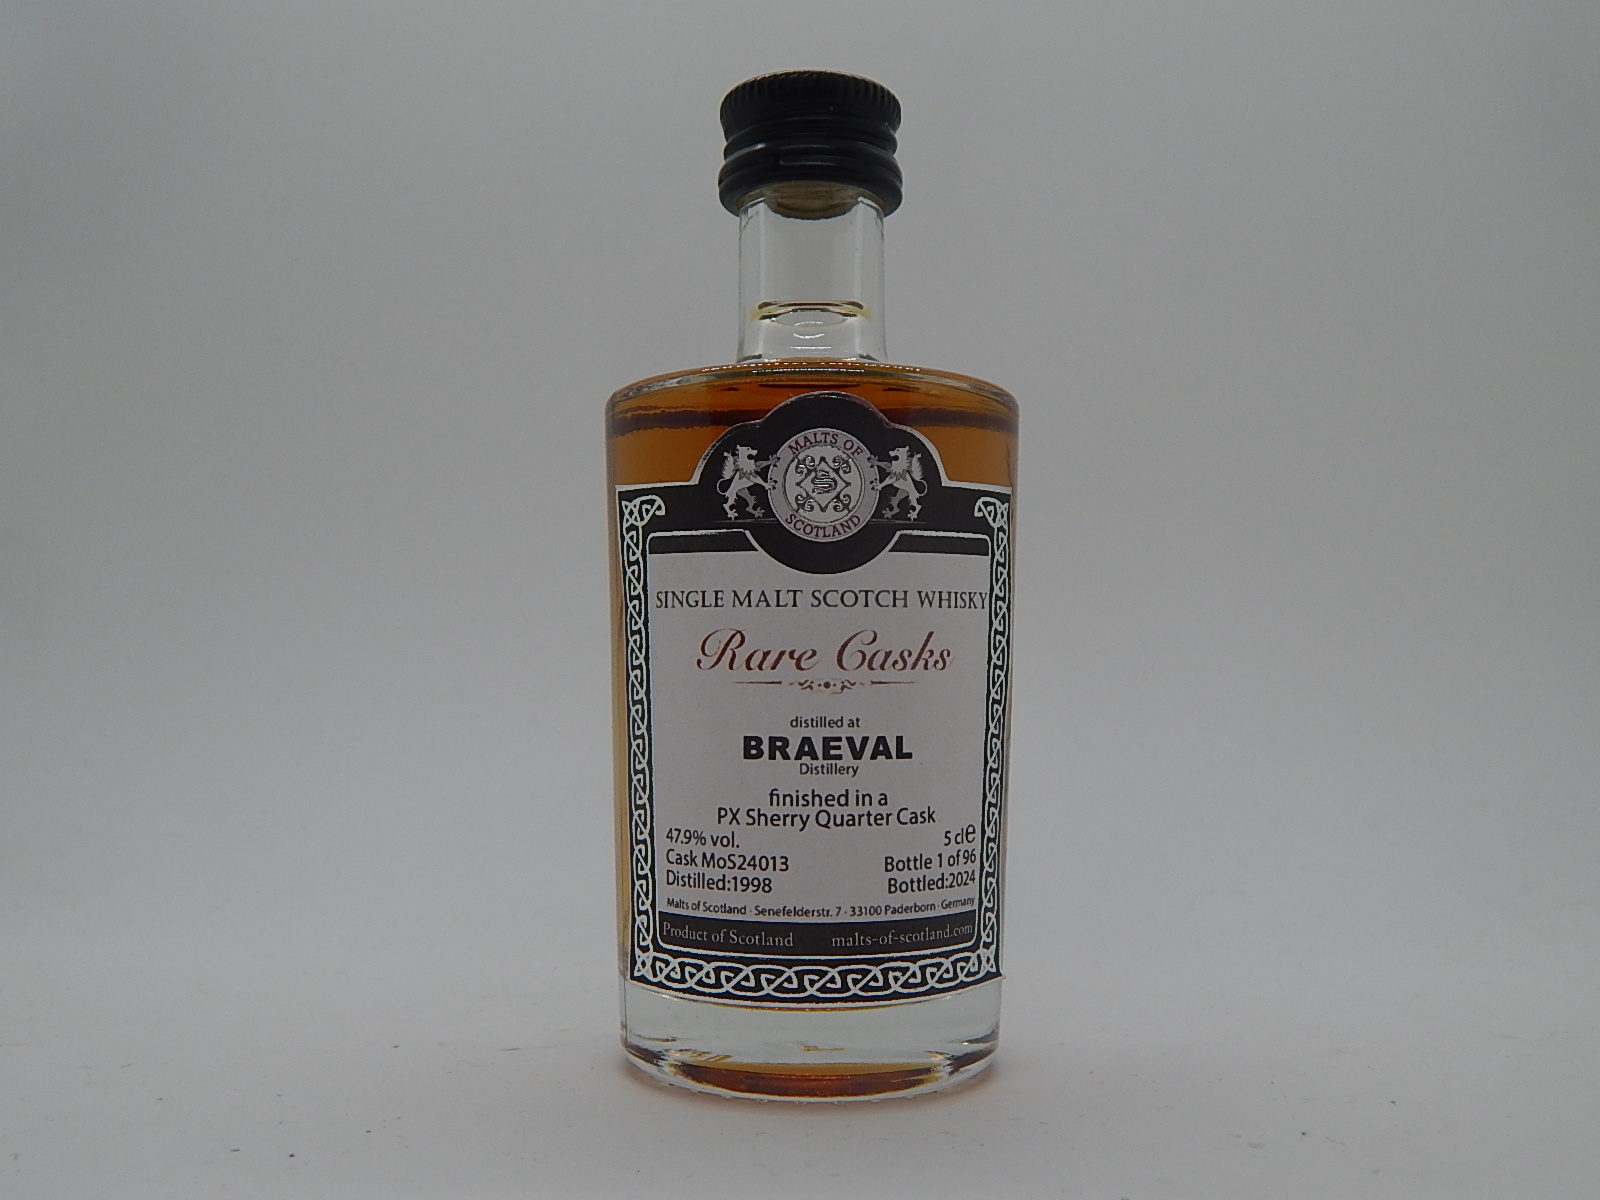 MALTS OF
SCOTLAND
SINGLE MALT SCOTCH WHISKY
Rare Casks
distilled at
BRAEVAL
Distillery
finished in a
PX Sherry Quarter Cask
47.9% vol. 5 cl e
Cask MoS24013 Bottle 1 of 96
Distilled:1998 Bottled:2024
Malts of Scotland · Senefelderstr. 7 · 33100 Paderborn · Germany
Product of Scotland malts-of-scotland.com